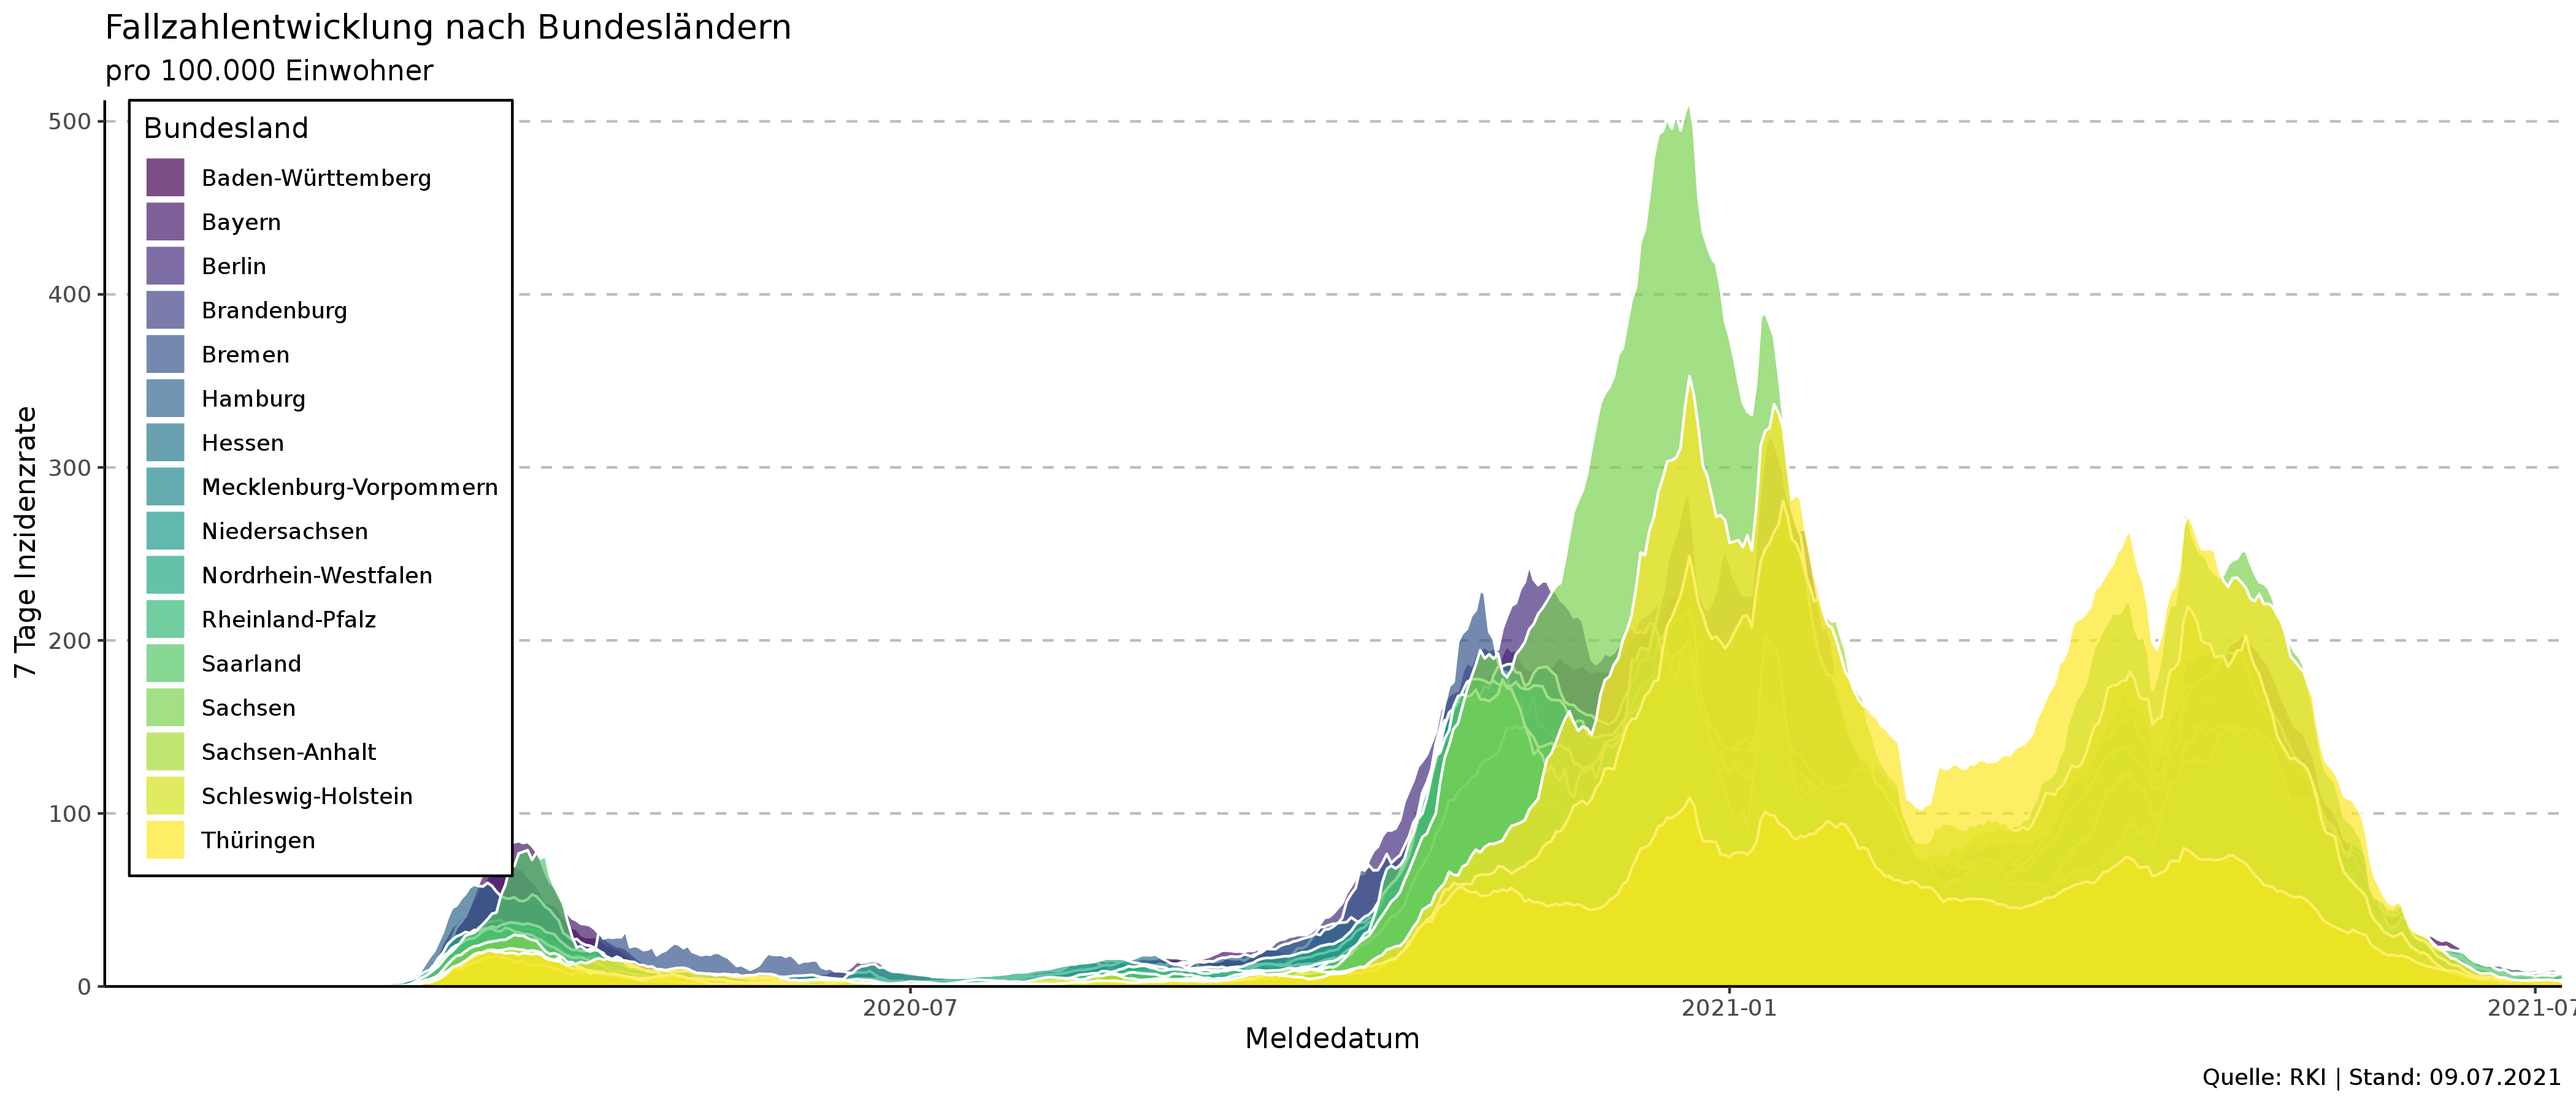 Fallzahlentwicklung nach Bundesländern
pro 100.000 Einwohner
7 Tage Inzidenzrate
500
400
300
200
100
0
Bundesland
Baden-Württemberg
Bayern
Berlin
Brandenburg
Bremen
Hamburg
Hessen
Mecklenburg-Vorpommern
Niedersachsen
Nordrhein-Westfalen
Rheinland-Pfalz
Saarland
Sachsen
Sachsen-Anhalt
Schleswig-Holstein
Thüringen
2020-07
2021-01
2021-07
Meldedatum
Quelle: RKI | Stand: 09.07.2021